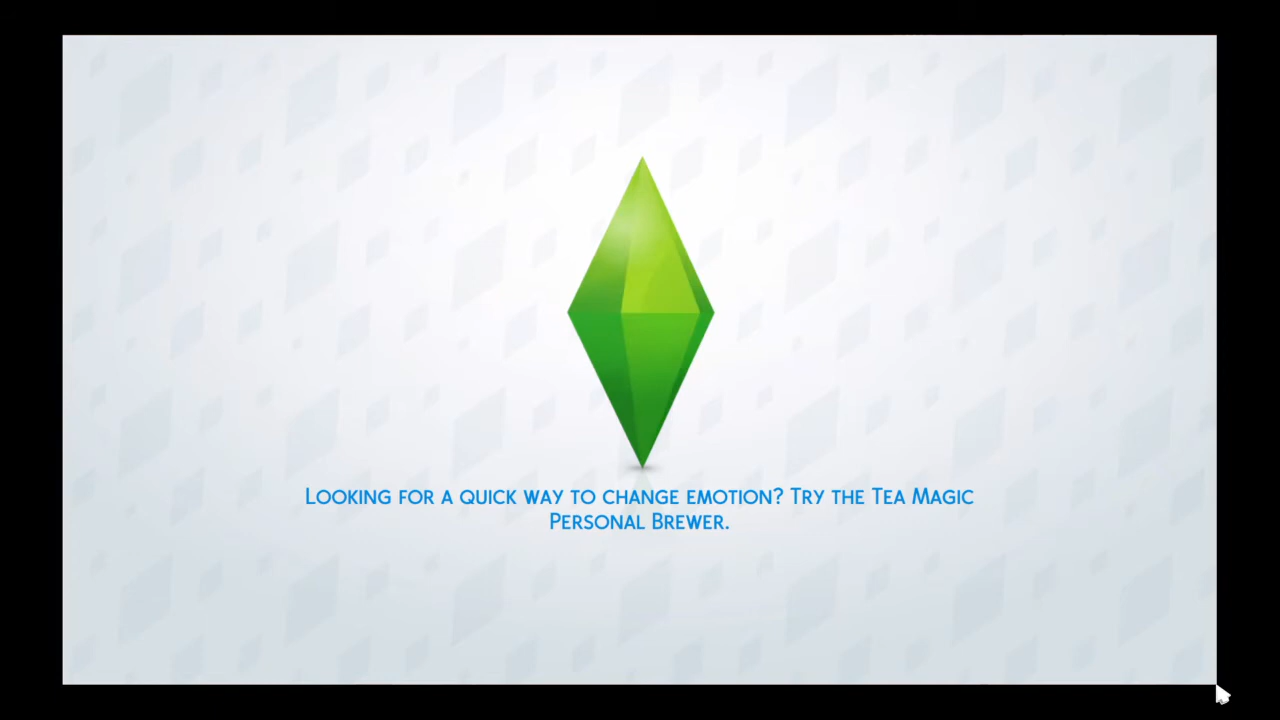 Looking for a quick way to change emotion? Try the Tea Magic
Personal Brewer.